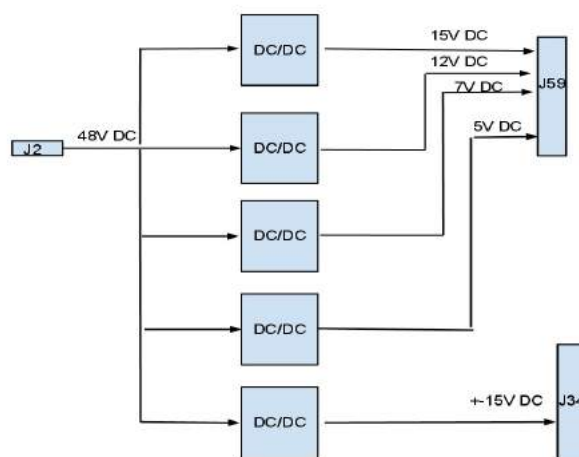 15V DC
DC/DC
12V DC
J59
7V DC
48V DC
5V DC
J2
DC/DC
DC/DC
DC/DC
+-15V DC
J34
DC/DC